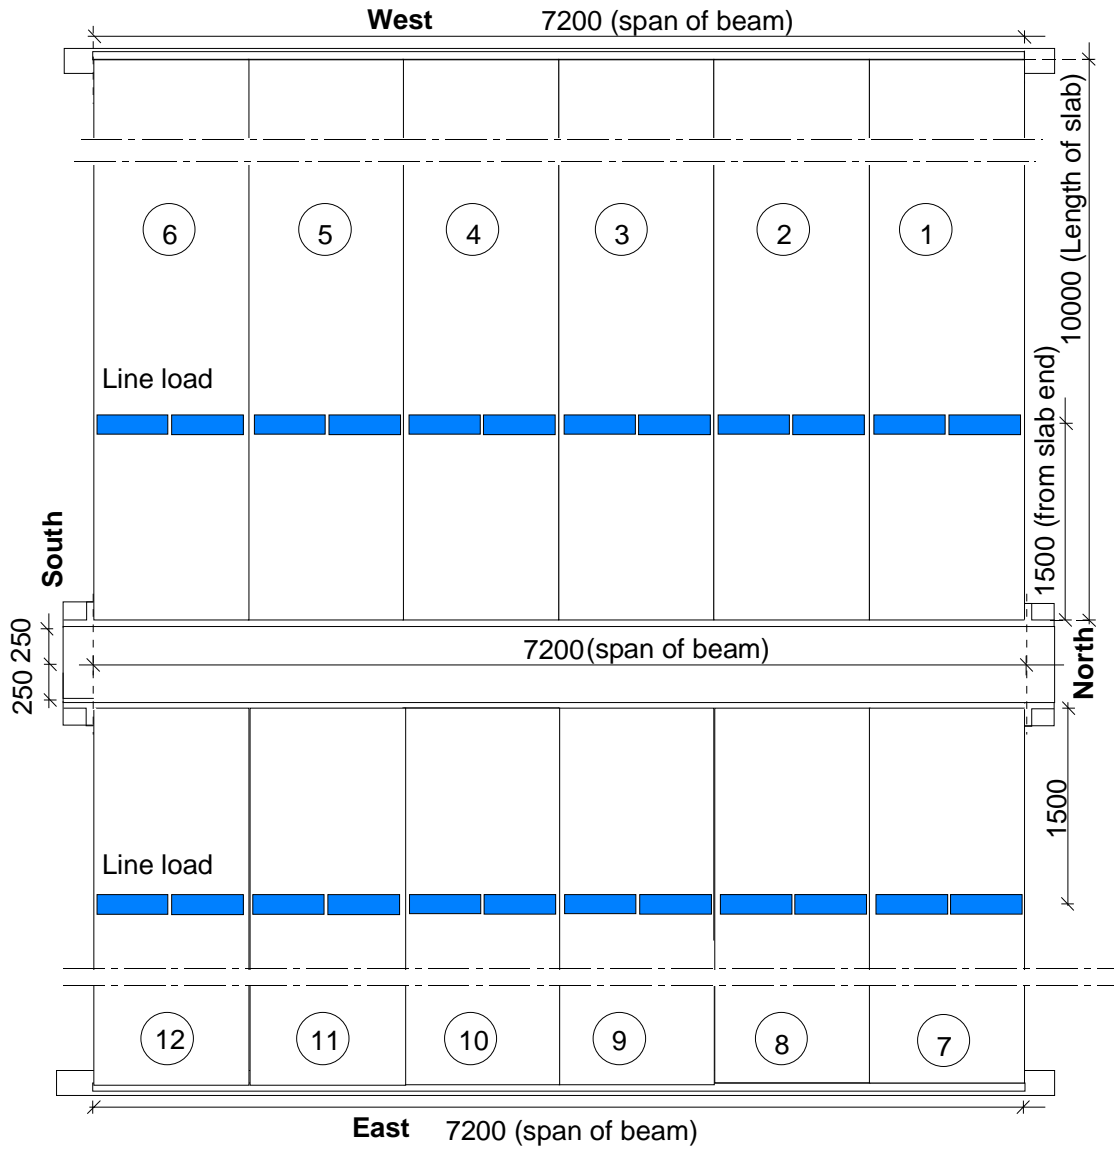 West 7200 (span of beam)
10000 (Length of slab)
6 5 4 3 2 1
Line load
1500 (from slab end)
South
250 250
7200(span of beam)
North
1500
Line load
12 11 10 9 8 7
East 7200 (span of beam)